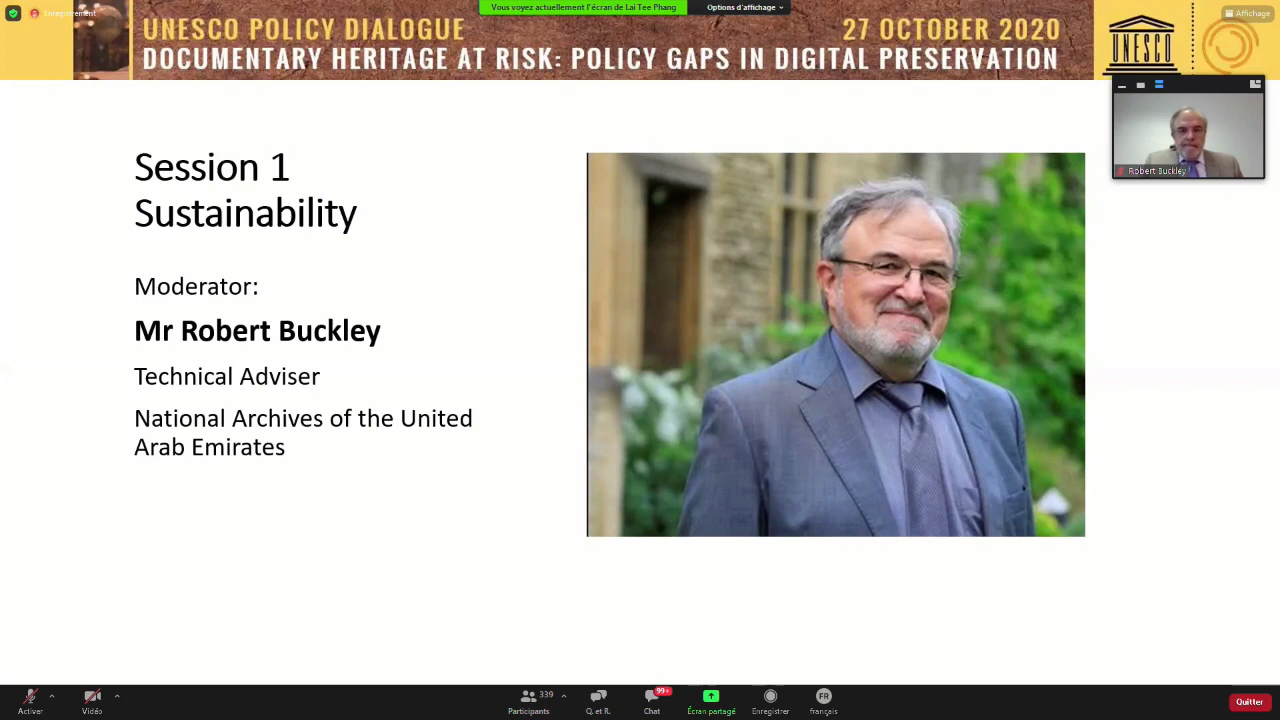 Enregistrement
Vous voyez actuellement l'écran de Lai Tee Phang
Options d'affichage
Affichage
UNESCO POLICY DIALOGUE
27 OCTOBER 2020
DOCUMENTARY HERITAGE AT RISK: POLICY GAPS IN DIGITAL PRESERVATION
UNESCO
Robert Buckley
Session 1
Sustainability
Moderator:
Mr Robert Buckley
Technical Adviser
National Archives of the United
Arab Emirates
Activer
Vidéo
339
Participants
Q. et R.
99+
Chat
Écran partagé
Enregistrer
FR
français
Quitter